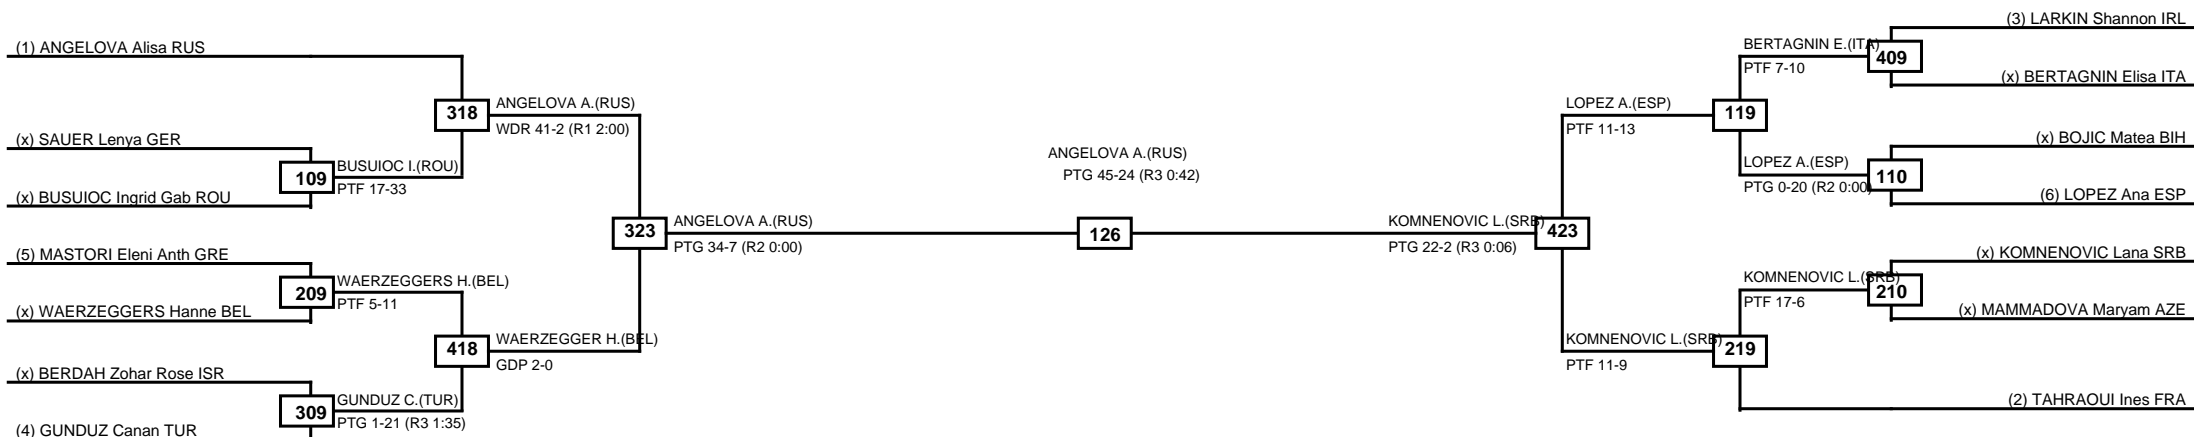 (3) LARKIN Shannon IRL
(1) ANGELOVA Alisa RUS
BERTAGNIN E.(ITA)
409
PTF 7-10
(x) BERTAGNIN Elisa ITA
ANGELOVA A.(RUS)
LOPEZ A.(ESP)
318
119
WDR 41-2 (R1 2:00)
PTF 11-13
(x) SAUER Lenya GER
(x) BOJIC Matea BIH
ANGELOVA A.(RUS)
BUSUIOC I.(ROU)
LOPEZ A.(ESP)
109
PTG 45-24 (R3 0:42)
110
PTF 17-33
PTG 0-20 (R2 0:00)
(x) BUSUIOC Ingrid Gab ROU
(6) LOPEZ Ana ESP
323
ANGELOVA A.(RUS)
KOMNENOVIC L.(SRB)
423
126
PTG 34-7 (R2 0:00)
PTG 22-2 (R3 0:06)
(5) MASTORI Eleni Anth GRE
(x) KOMNENOVIC Lana SRB
WAERZEGGERS H.(BEL)
KOMNENOVIC L.(SRB)
209
210
PTF 5-11
PTF 17-6
(x) WAERZEGGERS Hanne BEL
(x) MAMMADOVA Maryam AZE
WAERZEGGER H.(BEL)
KOMNENOVIC L.(SRB)
418
219
GDP 2-0
PTF 11-9
(x) BERDAH Zohar Rose ISR
GUNDUZ C.(TUR)
(2) TAHRAOUI Ines FRA
309
PTG 1-21 (R3 1:35)
(4) GUNDUZ Canan TUR